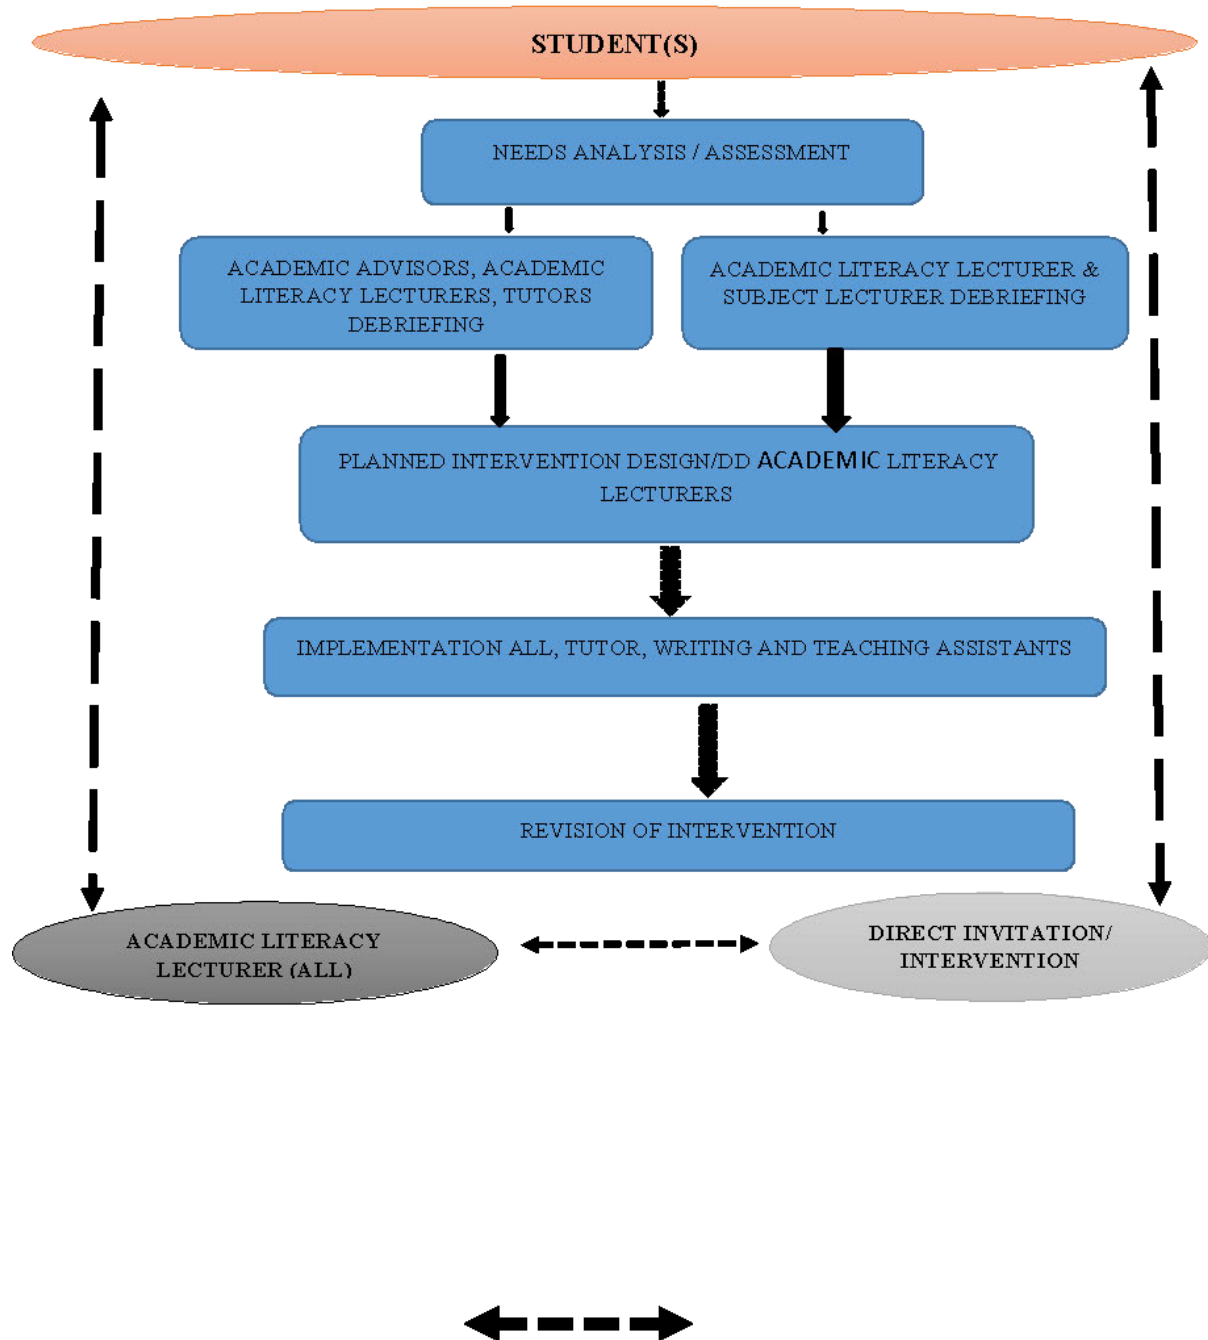 STUDENT(S)
NEEDS ANALYSIS / ASSESSMENT
ACADEMIC ADVISORS, ACADEMIC
LITERACY LECTURERS, TUTORS
DEBRIEFING
ACADEMIC LITERACY LECTURER &
SUBJECT LECTURER DEBRIEFING
PLANNED INTERVENTION DESIGN/DD ACADEMIC LITERACY
LECTURERS
IMPLEMENTATION ALL, TUTOR, WRITING AND TEACHING ASSISTANTS
REVISION OF INTERVENTION
ACADEMIC LITERACY
LECTURER (ALL)
DIRECT INVITATION/
INTERVENTION